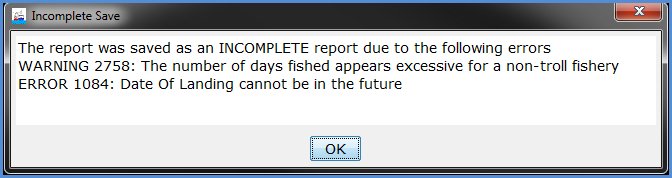 Incomplete Save
The report was saved as an INCOMPLETE report due to the following errors
WARNING 2758: The number of days fished appears excessive for a non-troll fishery
ERROR 1084: Date Of Landing cannot be in the future
OK